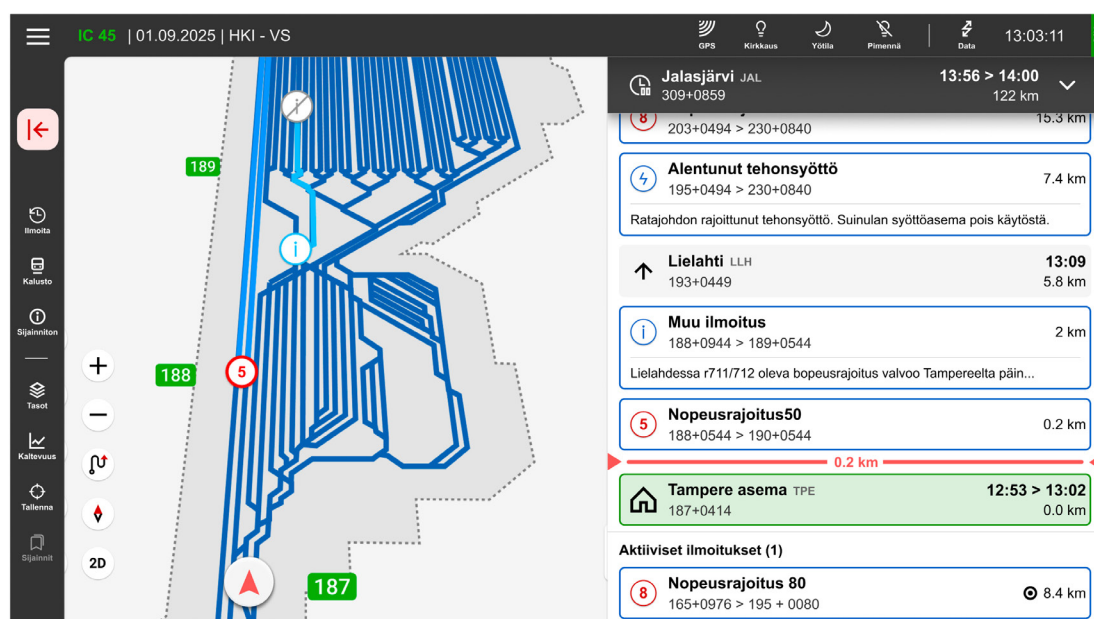 IC 45 | 01.09.2025 | HKI - VS
GPS
Kirkkaus
Yötila
Pimennä
Data
13:03:11
Ilmoita
Kalusto
Sijainniton
Tasot
Kaltevuus
Tallenna
Sijainnit
189
188
5
187
2D
Jalasjärvi JAL 13:56 > 14:00
309+0859 122 km
8 15.3 km
203+0494 > 230+0840
Alentunut tehonsyöttö
195+0494 > 230+0840 7.4 km
Ratajohdon rajoittunut tehonsyöttö. Suinulan syöttöasema pois käytöstä.
Lielahti LLH 13:09
193+0449 5.8 km
Muu ilmoitus
188+0944 > 189+0544 2 km
Lielahdessa r711/712 oleva bopeusrajoitus valvoo Tampereelta päin...
5 Nopeusrajoitus50
188+0544 > 190+0544 0.2 km
0.2 km
Tampere asema TPE 12:53 > 13:02
187+0414 0.0 km
Aktiiviset ilmoitukset (1)
8 Nopeusrajoitus 80
165+0976 > 195 + 0080 8.4 km